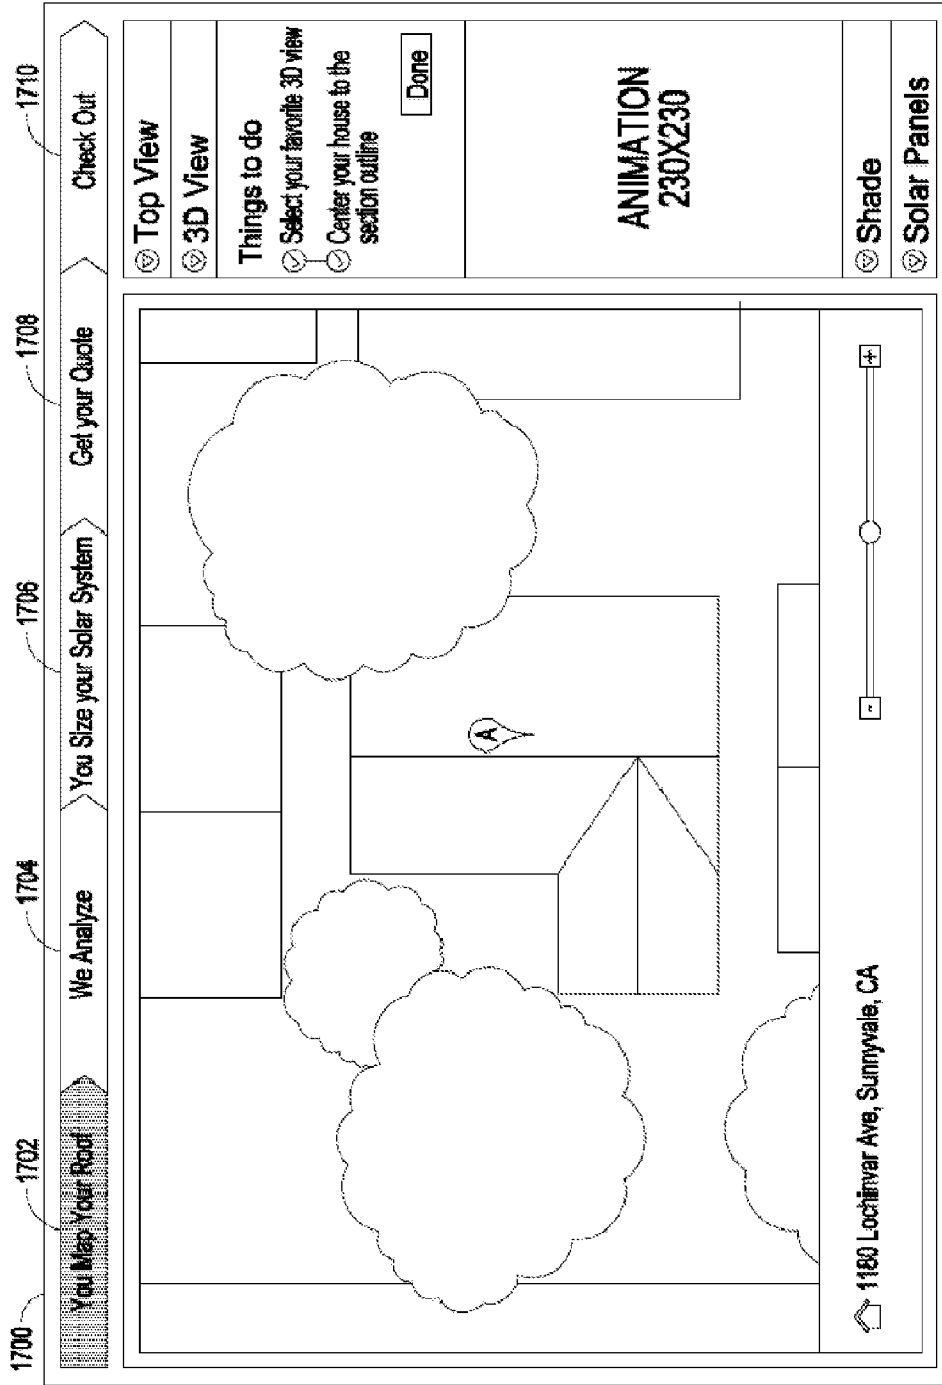 1700
1702
1704
1706
1708
1710
You Map Your Roof
We Analyze
You Size your Solar System
Get your Quote
Check Out
Top View
3D View
Things to do
Select your favorite 3D view
Center your house to the
section outline
Done
ANIMATION
230X230
Shade
Solar Panels
A
1180 Lochinvar Ave, Sunnyvale, CA
-
+